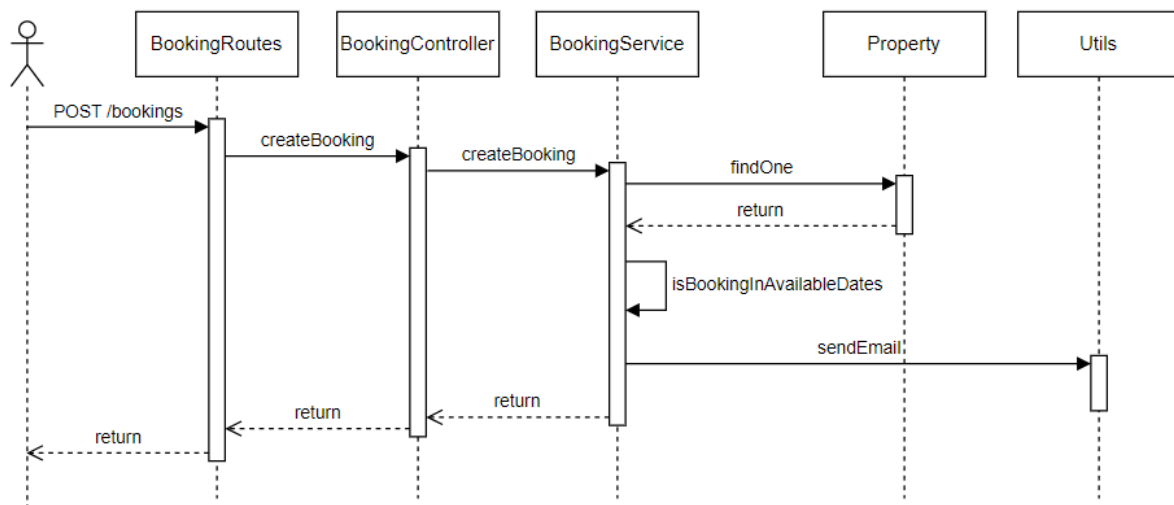 BookingRoutes
BookingController
BookingService
Property
Utils
POST /bookings
createBooking
createBooking
findOne
return
isBookingInAvailableDates
sendEmail
return
return
return